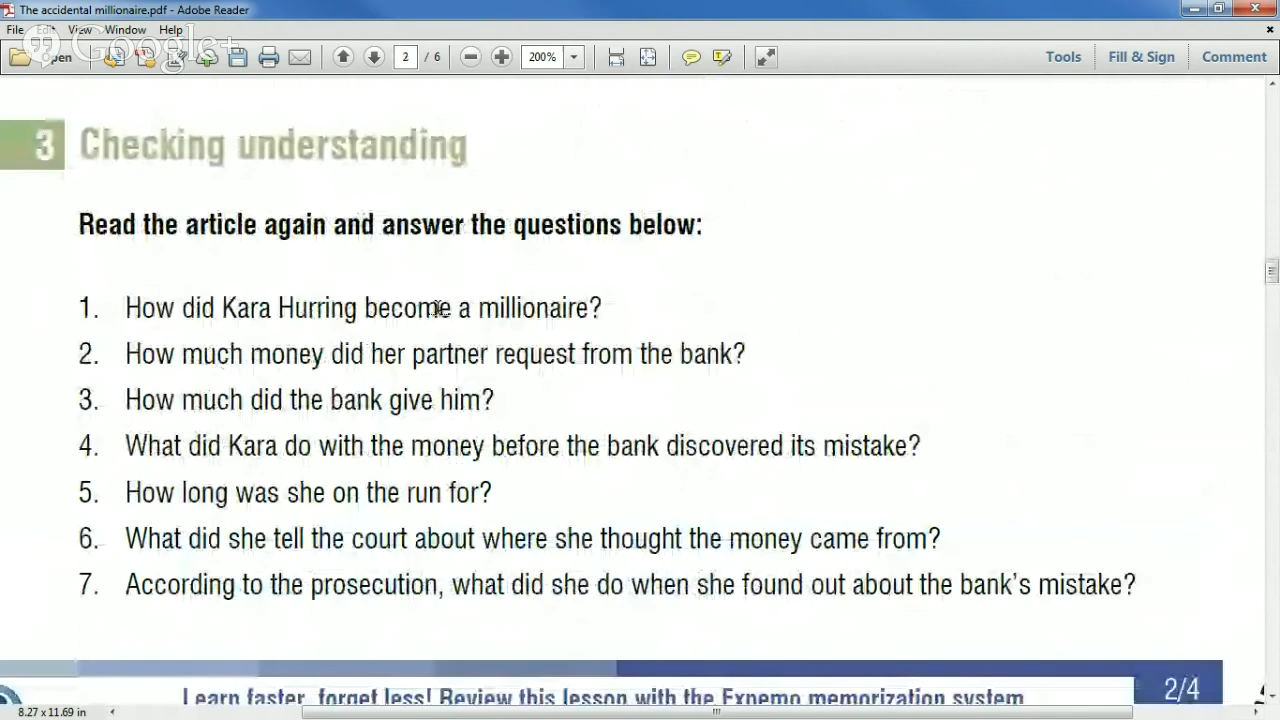 The accidental millionaire.pdf - Adobe Reader
File Edit View Window Help
Google+
Open 2 / 6 200% Tools Fill & Sign Comment
3 Checking understanding
Read the article again and answer the questions below:
1. How did Kara Hurring become a millionaire?
2. How much money did her partner request from the bank?
3. How much did the bank give him?
4. What did Kara do with the money before the bank discovered its mistake?
5. How long was she on the run for?
6. What did she tell the court about where she thought the money came from?
7. According to the prosecution, what did she do when she found out about the bank's mistake?
2/4
Learn faster, forget less! Review this lesson with the Expemo memorization system
8.27 x 11.69 in